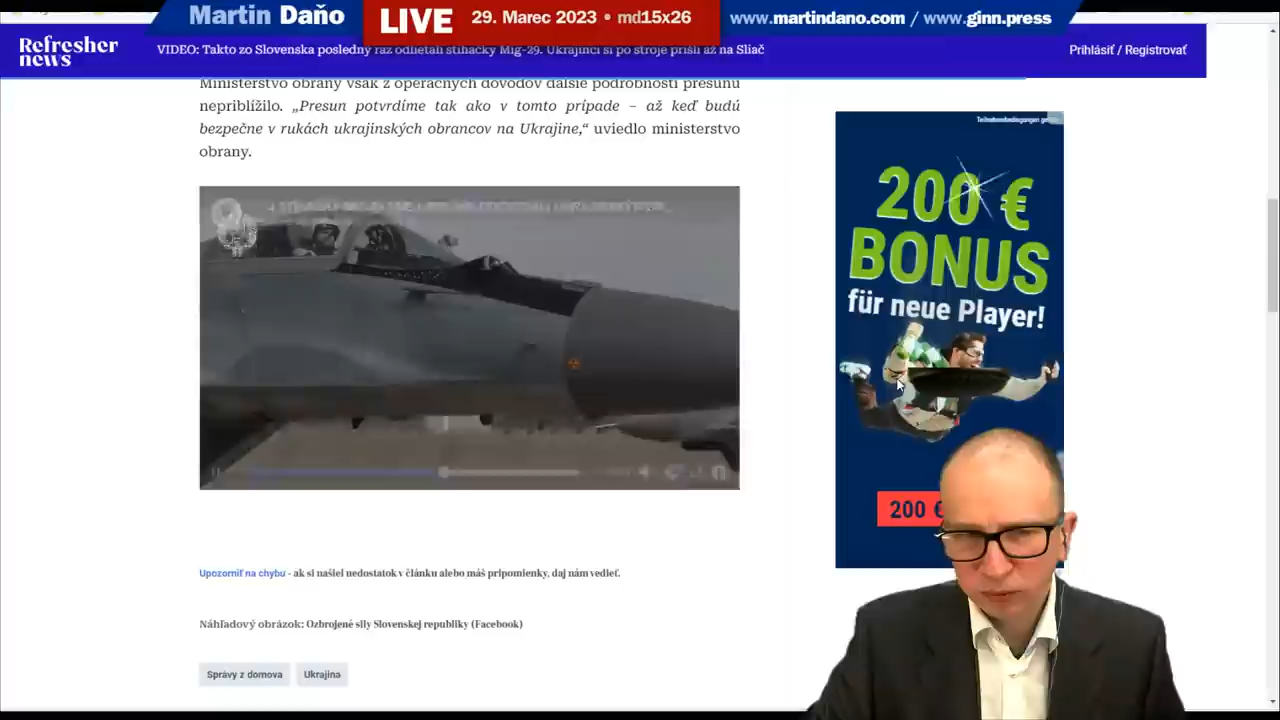 Martin Daňo
LIVE
29. Marec 2023 • md15x26
www.martindano.com / www.ginn.press
Refresher
news
VIDEO: Takto zo Slovenska posledný raz odlietali stíhačky Mig-29. Ukrajinci si po stroje prišli až na Sliač
Prihlásiť / Registrovať
Ministerstvo obrany však z operačných dôvodov ďalšie podrobnosti presunu
nepriblížilo. „Presun potvrdíme tak ako v tomto prípade – až keď budú
bezpečne v rukách ukrajinských obrancov na Ukrajine,“ uviedlo ministerstvo
obrany.
200 €
BONUS
für neue Player!
200 €
Upozorniť na chybu - ak si našiel nedostatok v článku alebo máš pripomienky, daj nám vedieť.
Náhľadový obrázok: Ozbrojené sily Slovenskej republiky (Facebook)
Správy z domova
Ukrajina